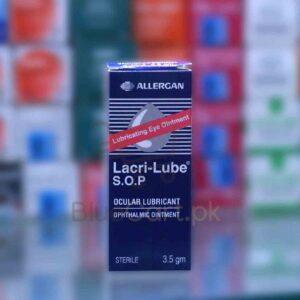 ALLERGAN
Lubricating Eye Ointment
Lacri-Lube®
S.O.P
OCULAR LUBRICANT
OPHTHALMIC OINTMENT
STERILE 3.5 gm